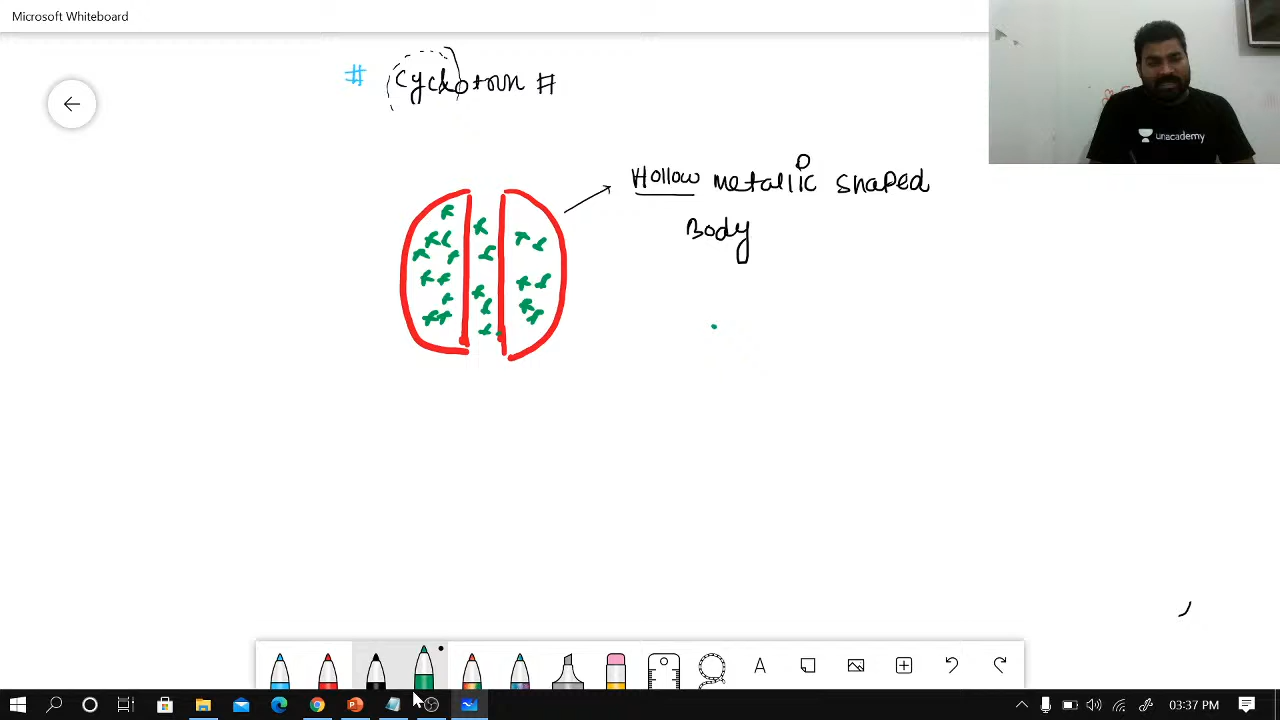 Microsoft Whiteboard
# Cyclotron #
unacademy
D
Hollow metallic shaped
Body
A
03:37 PM